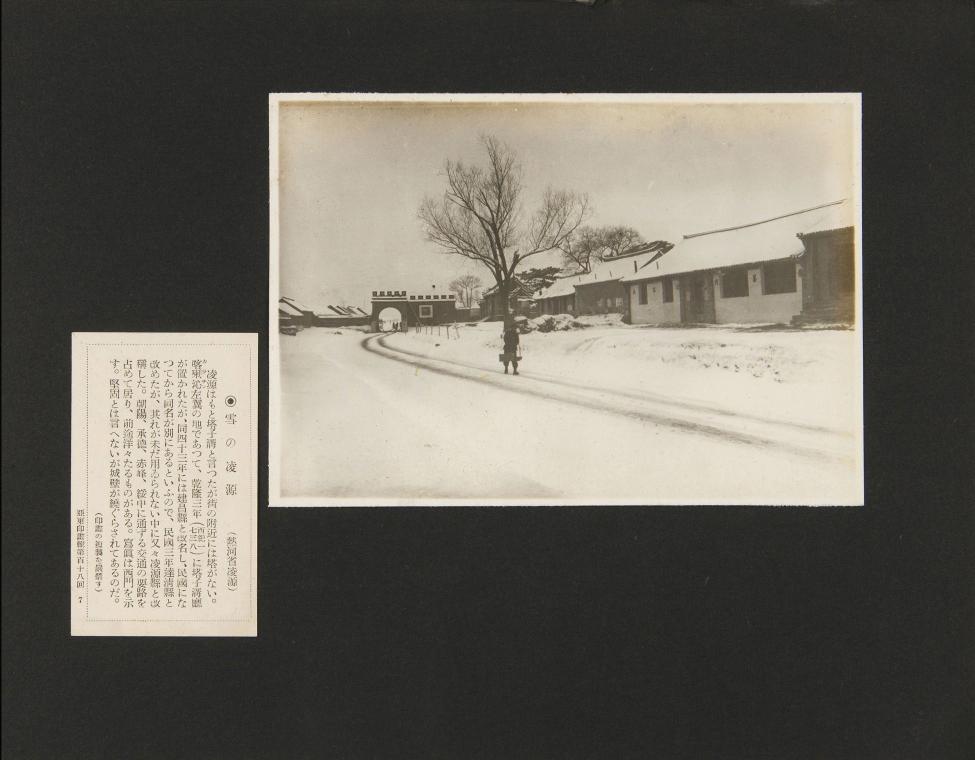 ◉雪の凌源 (熱河省凌源)
凌源はもと塔子溝と言つたが街の附近には塔がない。
喀喇沁左翼の地であつて、乾隆三年(西紀一七三八)に塔子溝廳
が置かれたが、同四十三年には建昌縣と改名し、民國にな
つてから同名が別にあるといふので、民國三年達溝縣と
改めたが、其れが未だ用ゐられない中に又々凌源縣と改
稱した。朝陽、承德、赤峰、綏中に通ずる交通の要路を
占めて居り、前途洋々たるものがある。寫眞は西門を示
す。堅固とは言へないが城壁が繞ぐらされてあるのだ。
(印畫の複製を嚴禁す)
亞東印畫輯第百十八回 7